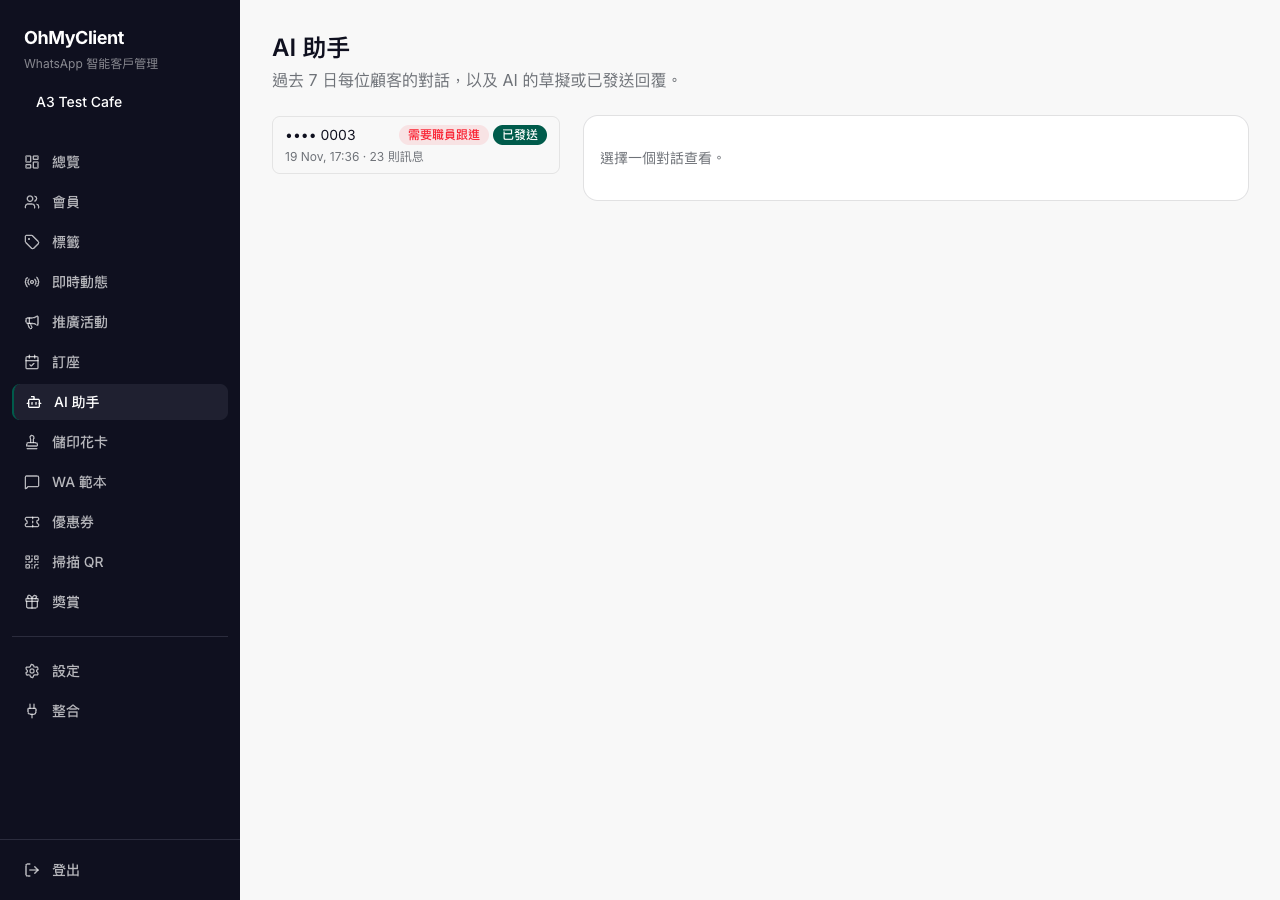 OhMyClient
WhatsApp 智能客戶管理
A3 Test Cafe
總覽
會員
標籤
即時動態
推廣活動
訂座
AI 助手
儲印花卡
WA 範本
優惠券
掃描 QR
獎賞
設定
整合
登出
AI 助手
過去 7 日每位顧客的對話，以及 AI 的草擬或已發送回覆。
•••• 0003 需要職員跟進 已發送
19 Nov, 17:36 · 23 則訊息
選擇一個對話查看。